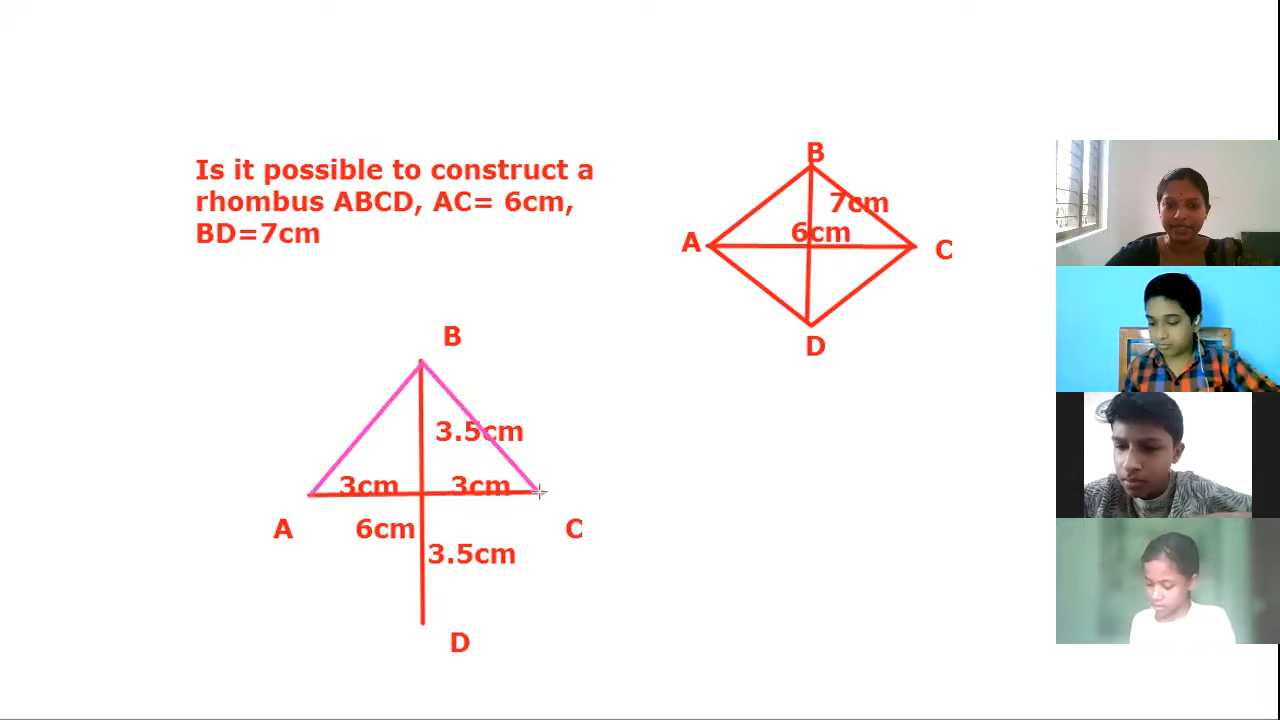 Is it possible to construct a
rhombus ABCD, AC= 6cm,
BD=7cm
B
7cm
6cm
A
C
D
B
3.5cm
3cm
3cm
A
6cm
C
3.5cm
D